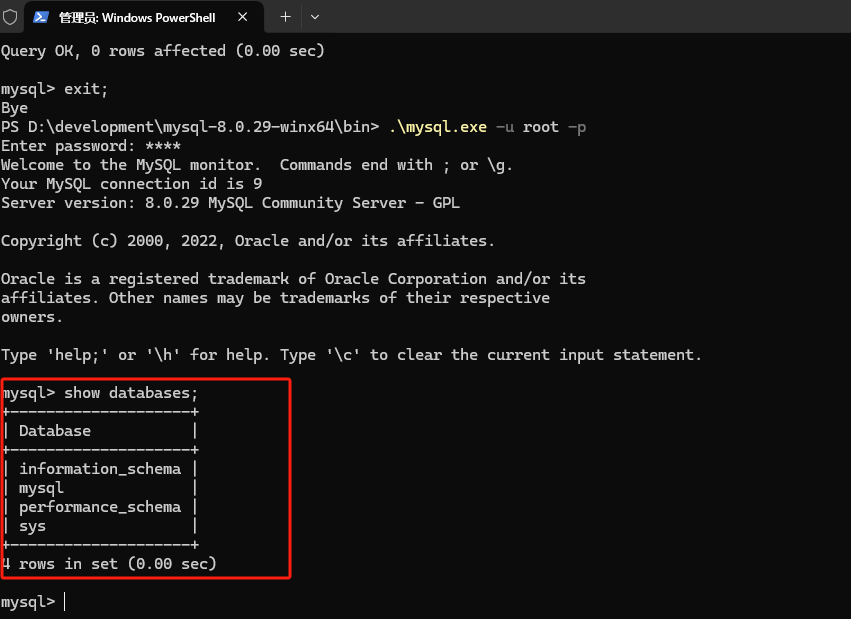 管理员: Windows PowerShell
Query OK, 0 rows affected (0.00 sec)
mysql> exit;
Bye
PS D:\development\mysql-8.0.29-winx64\bin> .\mysql.exe -u root -p
Enter password: ****
Welcome to the MySQL monitor.  Commands end with ; or \g.
Your MySQL connection id is 9
Server version: 8.0.29 MySQL Community Server - GPL
Copyright (c) 2000, 2022, Oracle and/or its affiliates.
Oracle is a registered trademark of Oracle Corporation and/or its
affiliates. Other names may be trademarks of their respective
owners.
Type 'help;' or '\h' for help. Type '\c' to clear the current input statement.
mysql> show databases;
+--------------------+
| Database           |
+--------------------+
| information_schema |
| mysql              |
| performance_schema |
| sys                |
+--------------------+
4 rows in set (0.00 sec)
mysql>